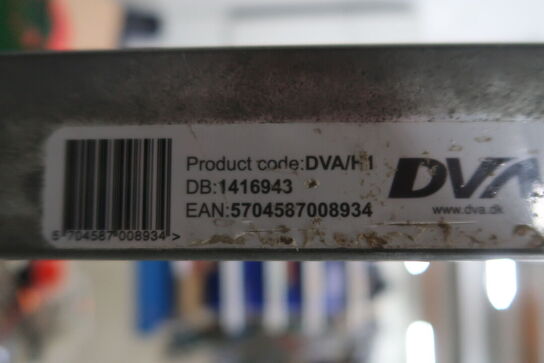 Product code:DVA/H1
DB:1416943
EAN:5704587008934
5 704587 008934 >
DVA
www.dva.dk